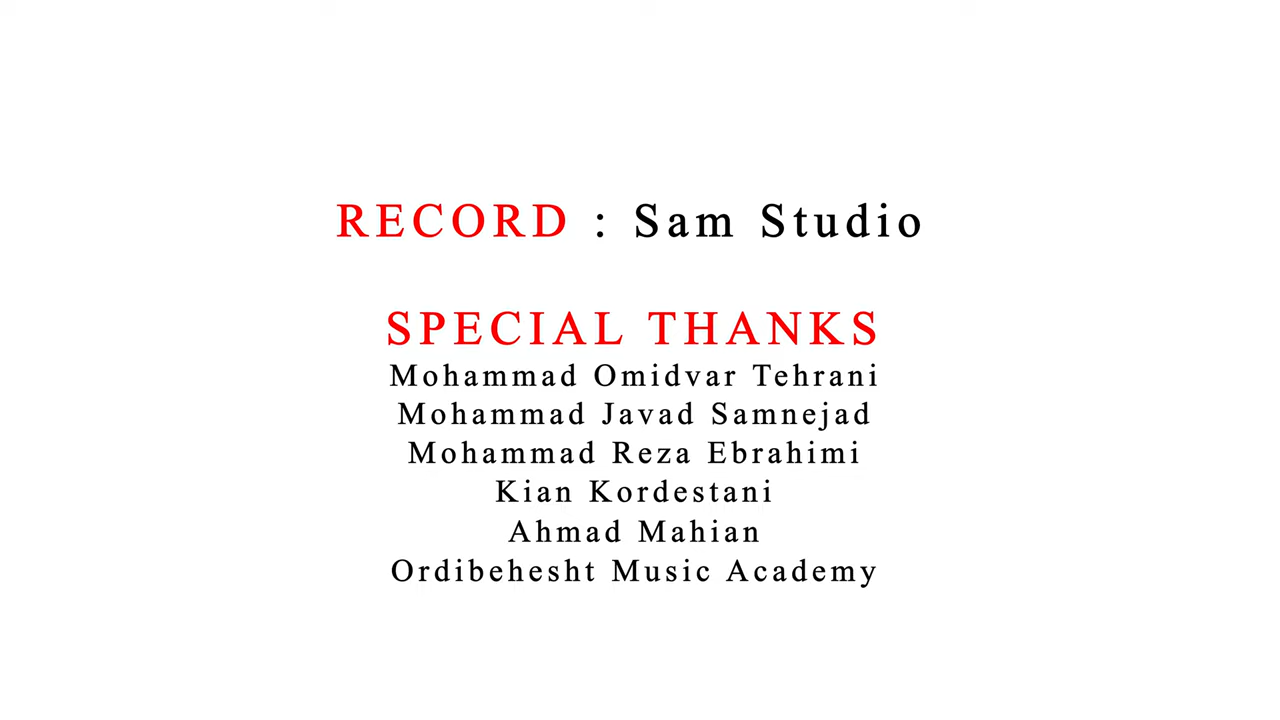 RECORD : Sam Studio
SPECIAL THANKS
Mohammad Omidvar Tehrani
Mohammad Javad Samnejad
Mohammad Reza Ebrahimi
Kian Kordestani
Ahmad Mahian
Ordibehesht Music Academy